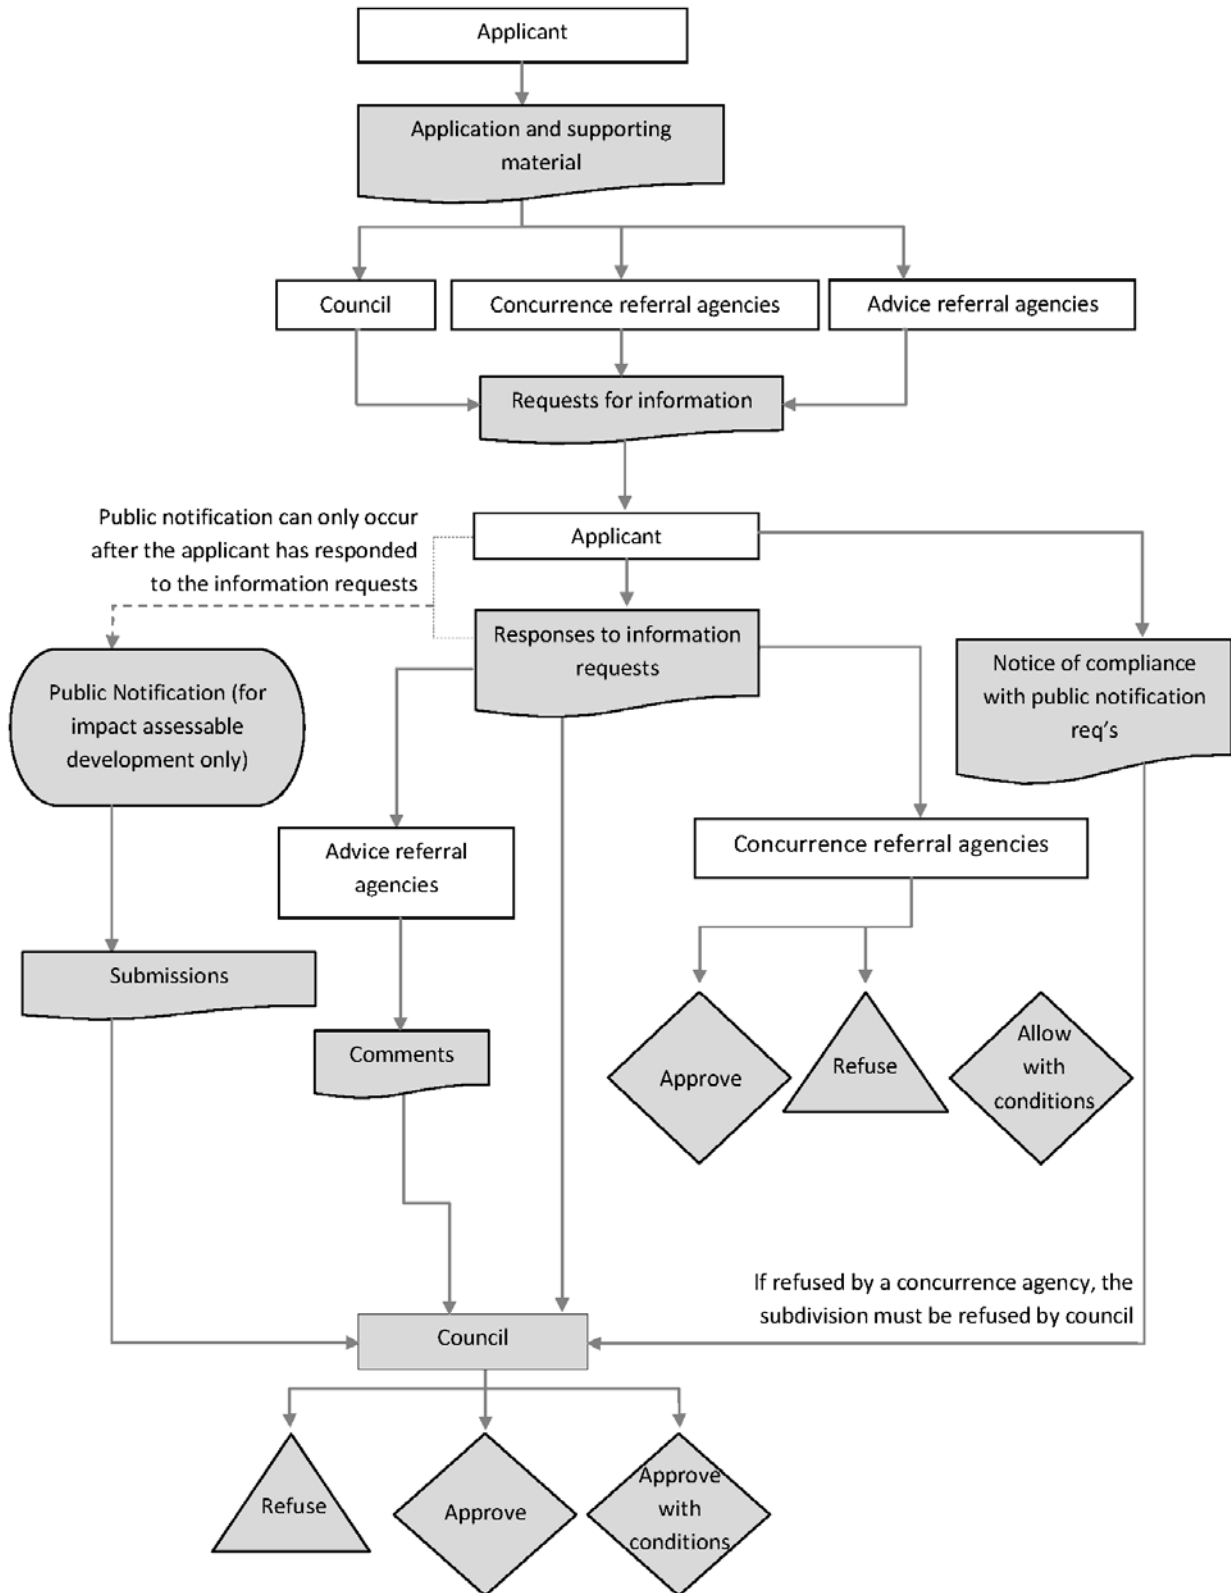 Applicant
Application and supporting
material
Council
Concurrence referral agencies
Advice referral agencies
Requests for information
Public notification can only occur
after the applicant has responded
to the information requests
Applicant
Responses to information
requests
Notice of compliance
with public notification
req's
Public Notification (for
impact assessable
development only)
Advice referral
agencies
Concurrence referral agencies
Submissions
Comments
Approve
Refuse
Allow
with
conditions
If refused by a concurrence agency, the
subdivision must be refused by council
Council
Refuse
Approve
Approve
with
conditions